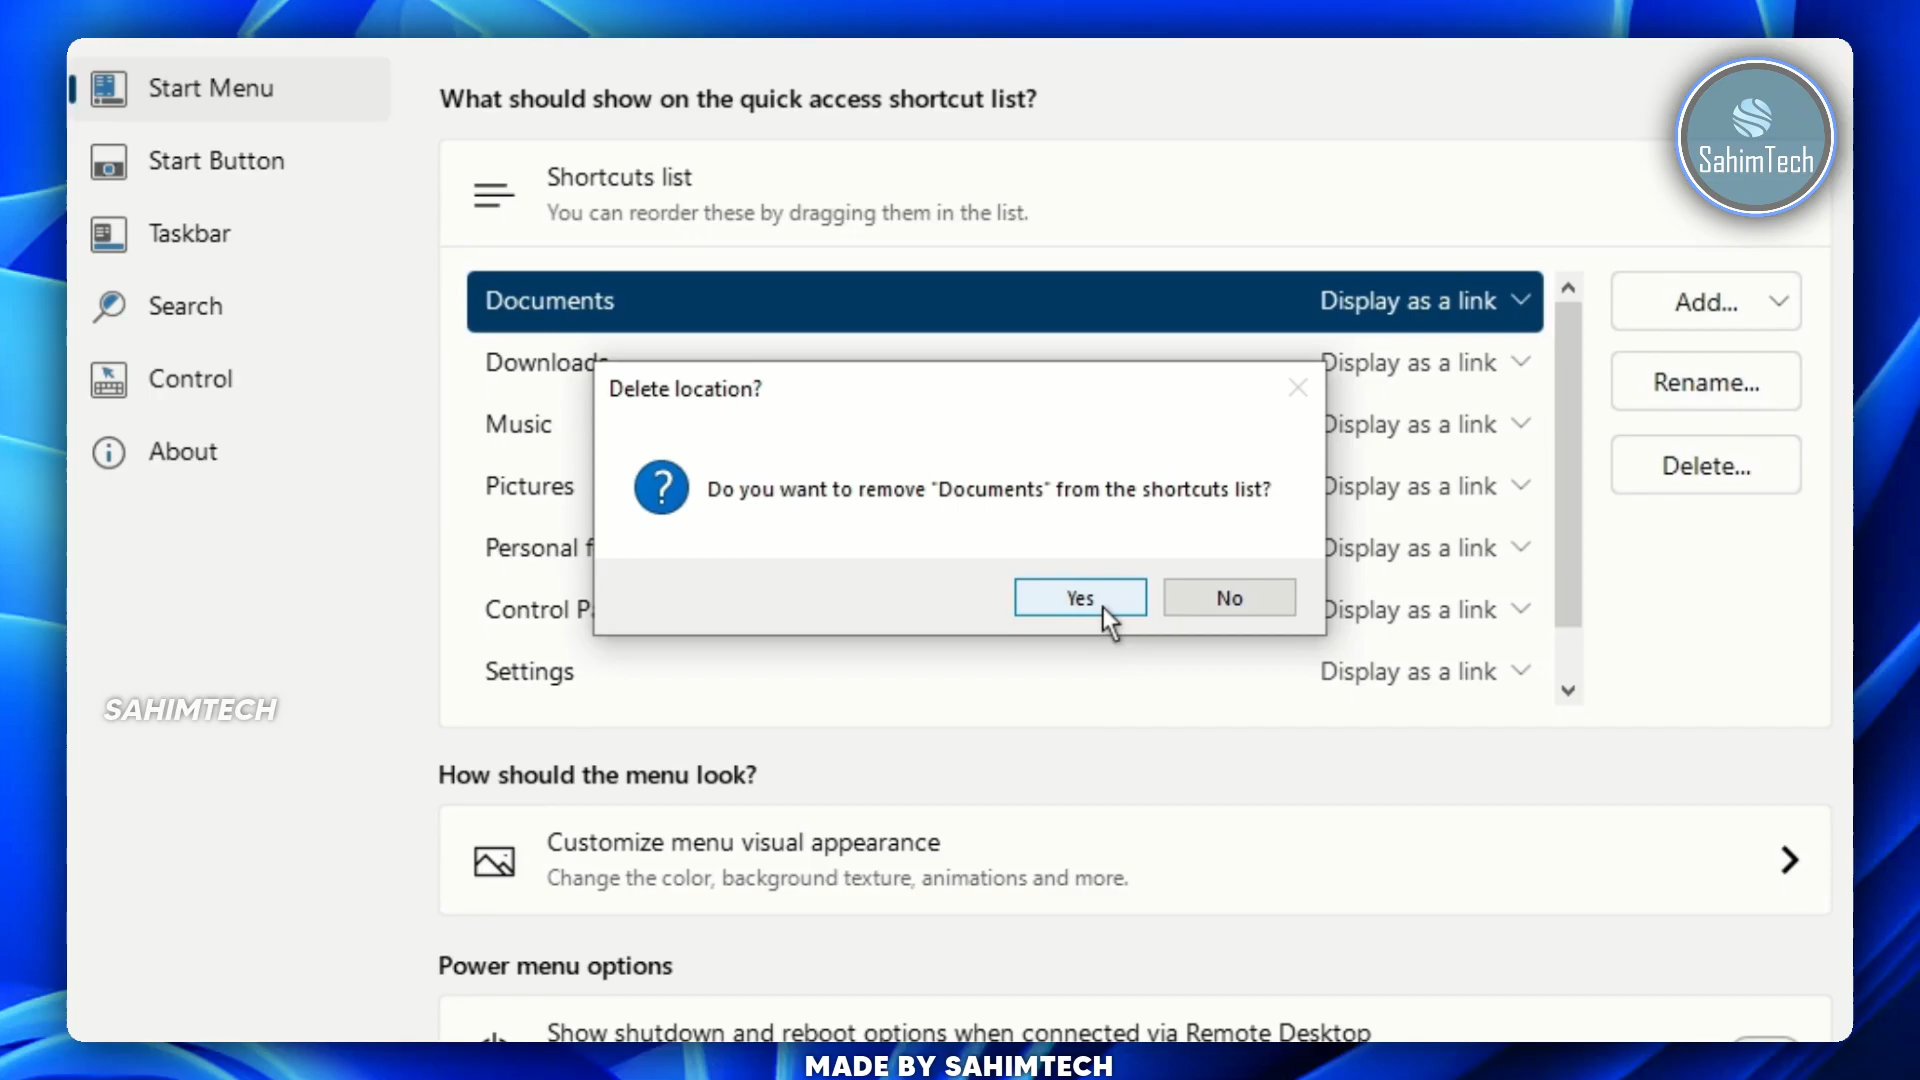 Start Menu
Start Button
Taskbar
Search
Control
About
SAHIMTECH
What should show on the quick access shortcut list?
SahimTech
Shortcuts list
You can reorder these by dragging them in the list.
Documents Display as a link
Downloads Display as a link
Music Display as a link
Pictures Display as a link
Personal f Display as a link
Control P Display as a link
Settings Display as a link
Add...
Rename...
Delete...
Delete location?
Do you want to remove "Documents" from the shortcuts list?
Yes No
How should the menu look?
Customize menu visual appearance
Change the color, background texture, animations and more.
Power menu options
Show shutdown and reboot options when connected via Remote Desktop
MADE BY SAHIMTECH